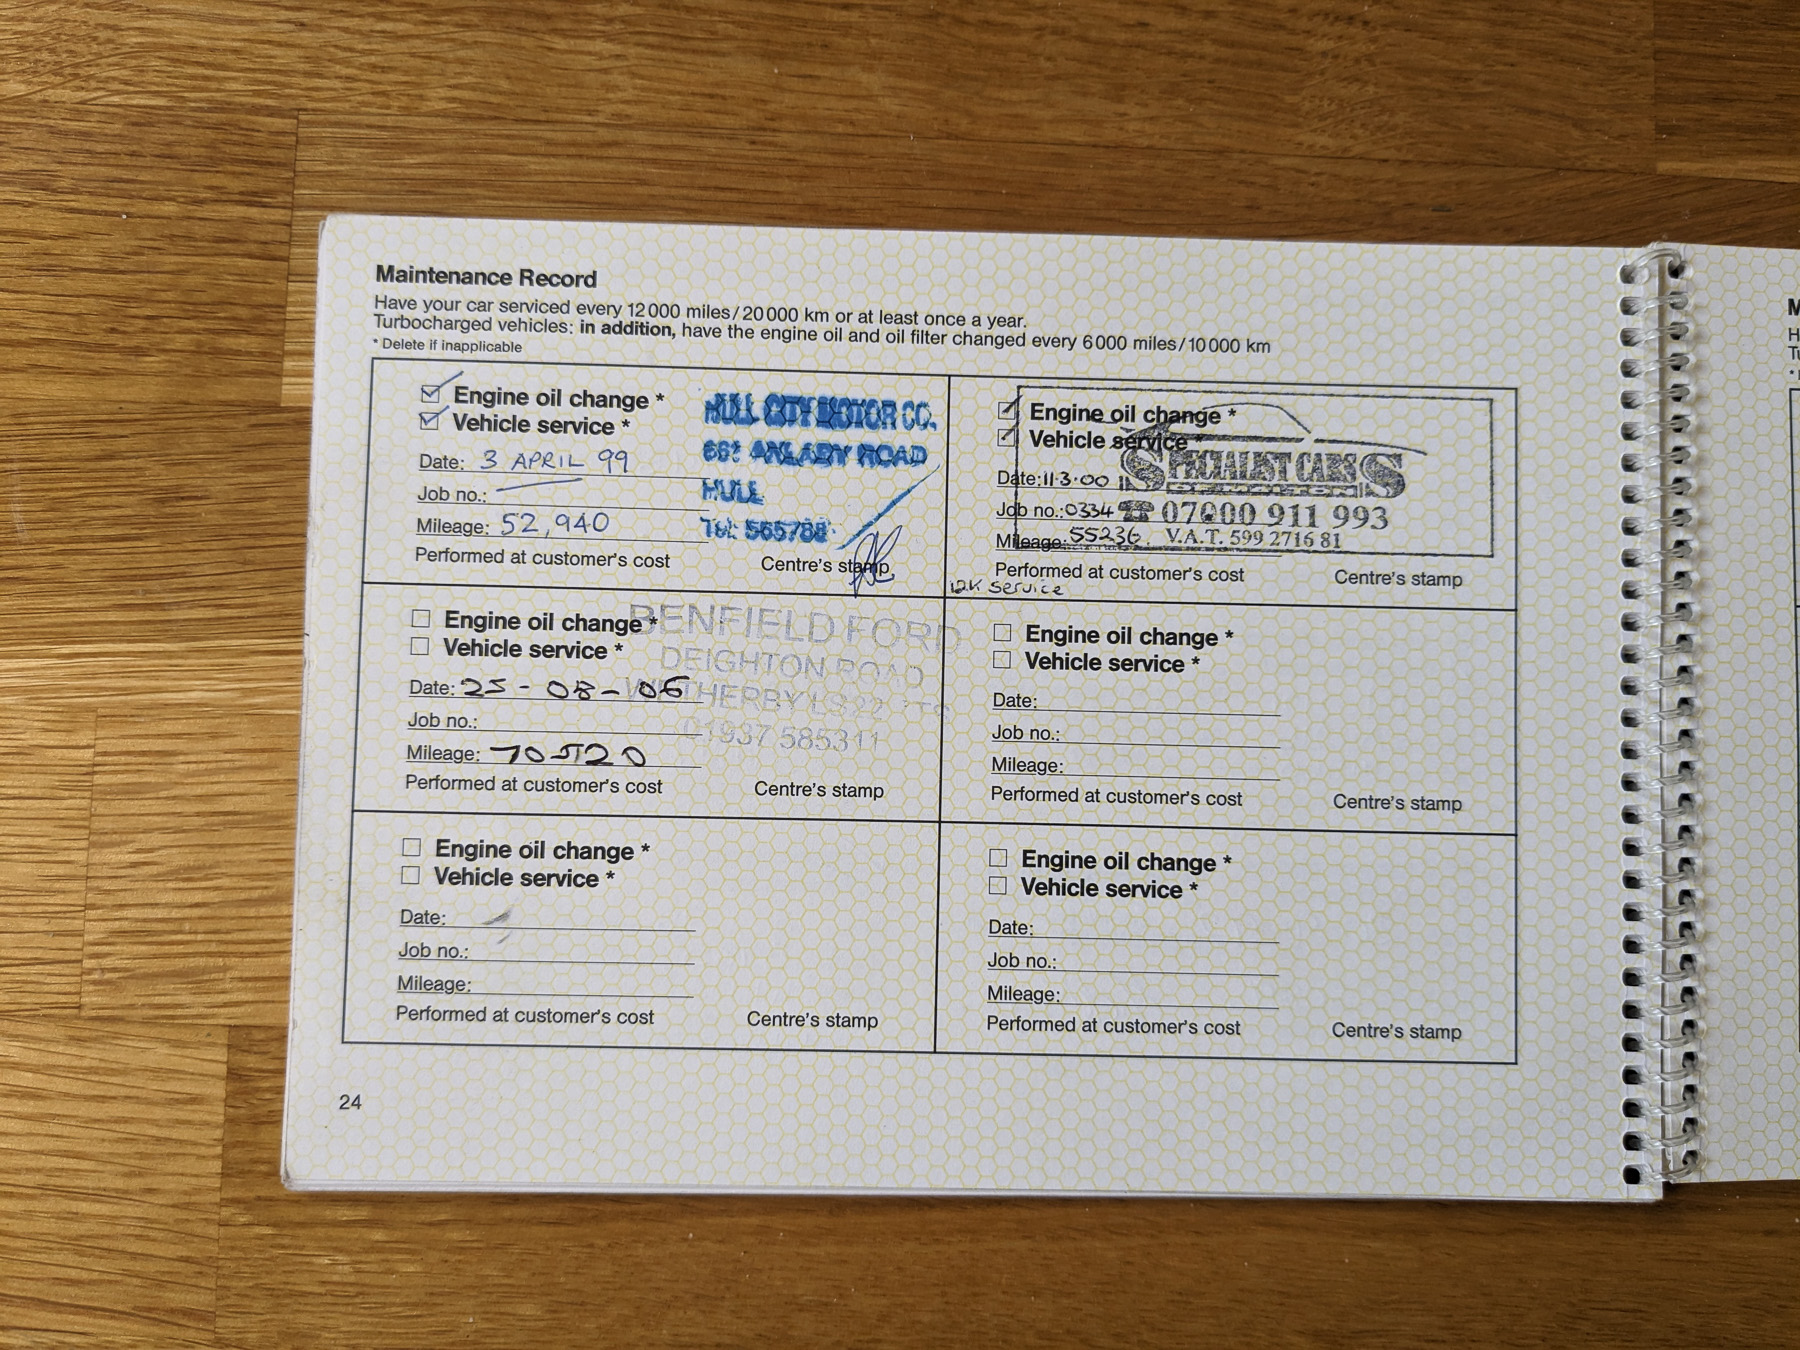 Maintenance Record
Have your car serviced every 12 000 miles/20 000 km or at least once a year.
Turbocharged vehicles: in addition, have the engine oil and oil filter changed every 6 000 miles/10 000 km
* Delete if inapplicable
Engine oil change *
Vehicle service *
Date: 3 APRIL 99
Job no.:
Mileage: 52,940
Performed at customer's cost
Centre's stamp
HULL CITY MOTOR CO.
ANLABY ROAD
HULL
Tel: 565788
Engine oil change *
Vehicle service *
Date: 11.3.00
Job no.: 0334
Mileage: 55236
Performed at customer's cost
Centre's stamp
12K Service
SPECIALIST CARS
07000 911 993
V.A.T. 599 2716 81
Engine oil change *
Vehicle service *
Date: 25-08-06
Job no.:
Mileage: 70520
Performed at customer's cost
Centre's stamp
BENFIELD FORD
DEIGHTON ROAD
WETHERBY LS22
01937 585311
Engine oil change *
Vehicle service *
Date:
Job no.:
Mileage:
Performed at customer's cost
Centre's stamp
Engine oil change *
Vehicle service *
Date:
Job no.:
Mileage:
Performed at customer's cost
Centre's stamp
Engine oil change *
Vehicle service *
Date:
Job no.:
Mileage:
Performed at customer's cost
Centre's stamp
24